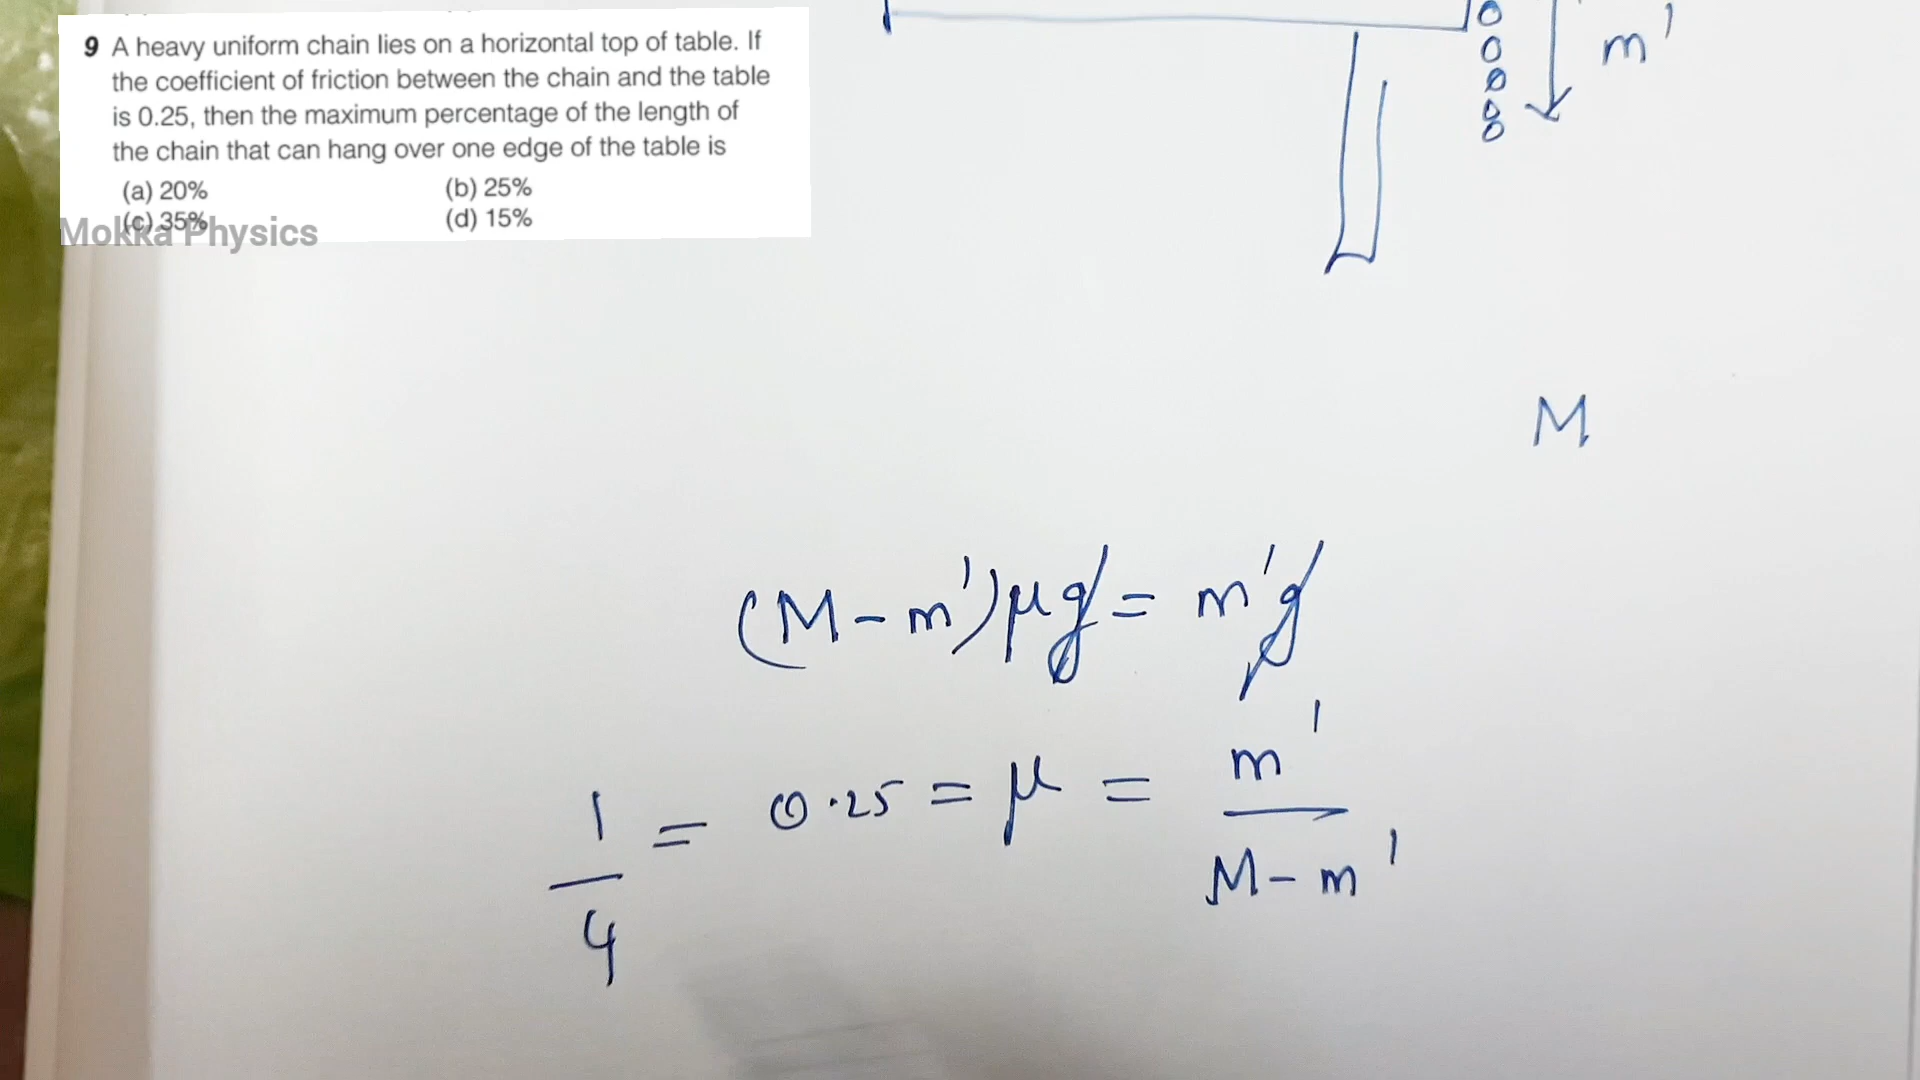 9 A heavy uniform chain lies on a horizontal top of table. If
the coefficient of friction between the chain and the table
is 0.25, then the maximum percentage of the length of
the chain that can hang over one edge of the table is
(a) 20% (b) 25%
(c) 35% (d) 15%
Mokka Physics
m'
M
(M - m')μg = m'g
1/4 = 0.25 = μ = m'/M - m'